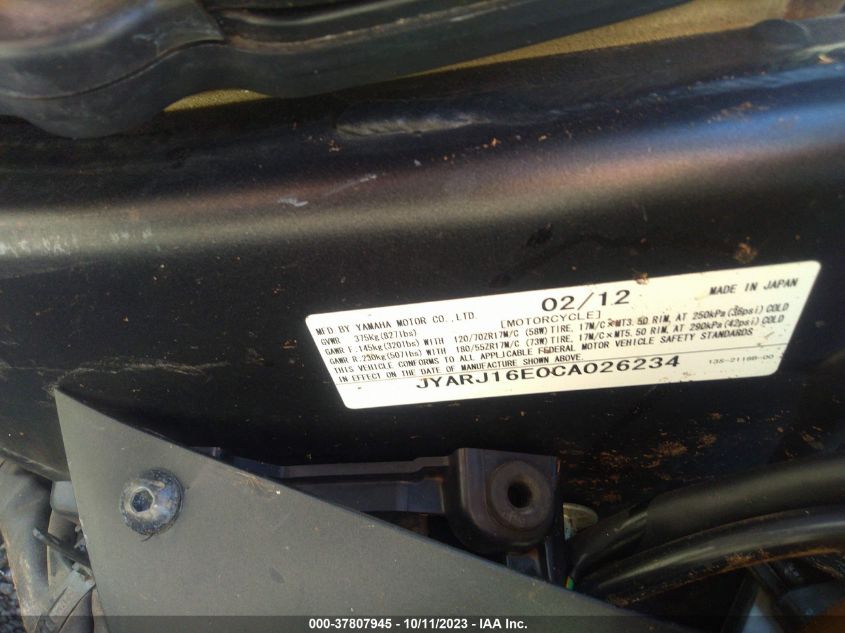 02/12
MADE IN JAPAN
MFD BY YAMAHA MOTOR CO., LTD. [MOTORCYCLE]
GVWR 375kg(827lbs)
GAWR F.145kg(320lbs) WITH 120/70ZR17M/C (58W) TIRE, 17M/C×MT3.50 RIM, AT 250kPa(36psi) COLD
GAWR R.230kg(507lbs) WITH 180/55ZR17M/C (73W) TIRE, 17M/C×MT5.50 RIM, AT 290kPa(42psi) COLD
THIS VEHICLE CONFORMS TO ALL APPLICABLE FEDERAL MOTOR VEHICLE SAFETY STANDARDS
IN EFFECT ON THE DATE OF MANUFACTURE SHOWN ABOVE.
13S-2118B-00
JYARJ16E0CA026234
000-37807945 - 10/11/2023 - IAA Inc.